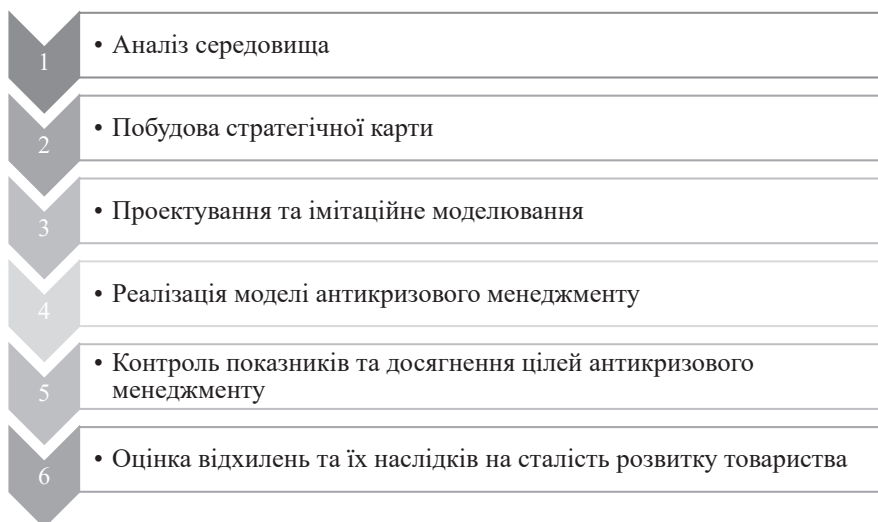 1
• Аналіз середовища
2
• Побудова стратегічної карти
3
• Проектування та імітаційне моделювання
4
• Реалізація моделі антикризового менеджменту
5
• Контроль показників та досягнення цілей антикризового
менеджменту
6
• Оцінка відхилень та їх наслідків на сталість розвитку товариства